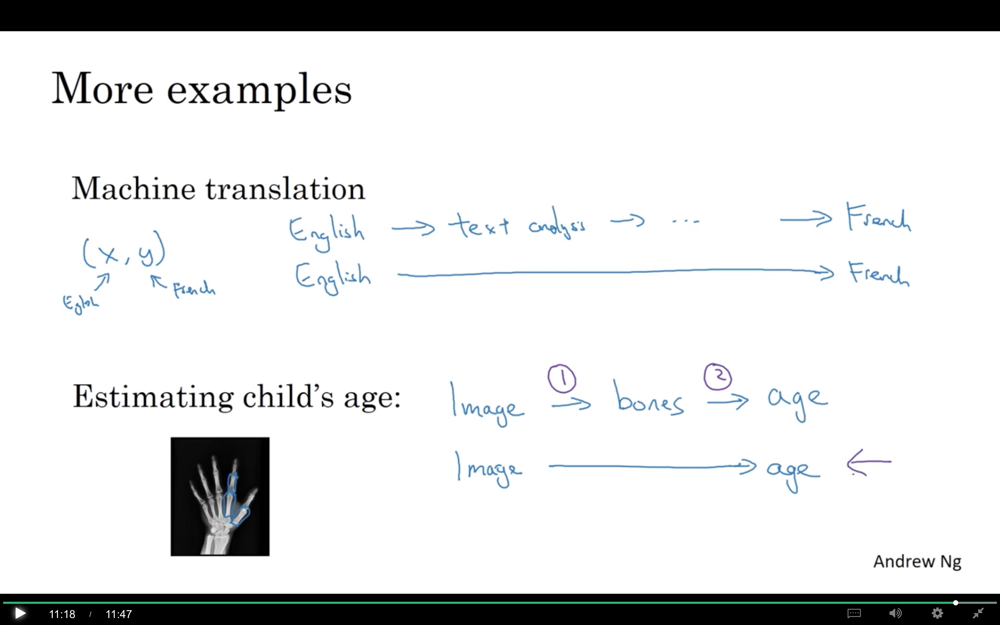 More examples
Machine translation
English → text analysis → ... → French
(x, y)
English → French
French
Eglish
Estimating child's age:
1 2
Image → bones → age
Image → age ←
Andrew Ng
11:18 / 11:47